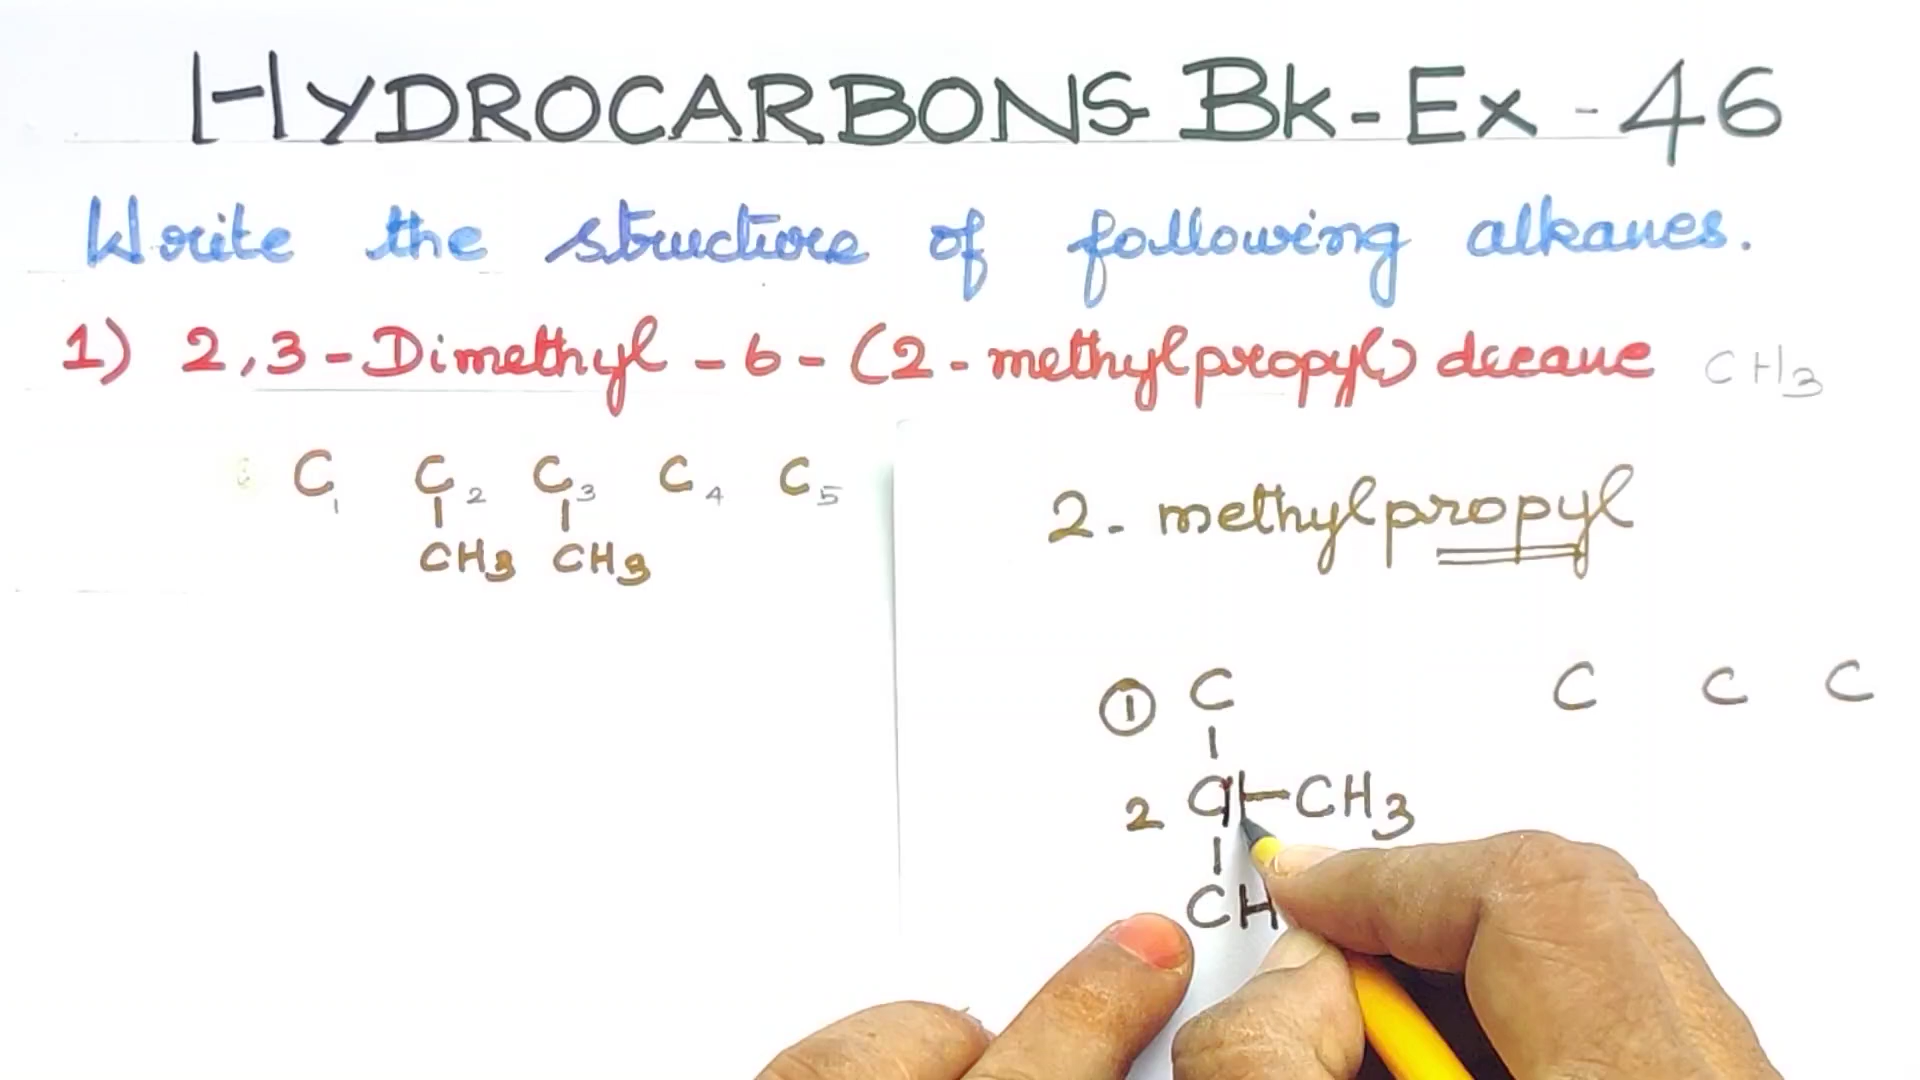 HYDROCARBONS Bk-Ex-46
Write the structure of following alkanes.
1) 2,3-Dimethyl-6-(2-methylpropyl) decane CH3
C1 C2 C3 C4 C5
CH3 CH3
2-methylpropyl
① C C C C
2 CH-CH3
CH